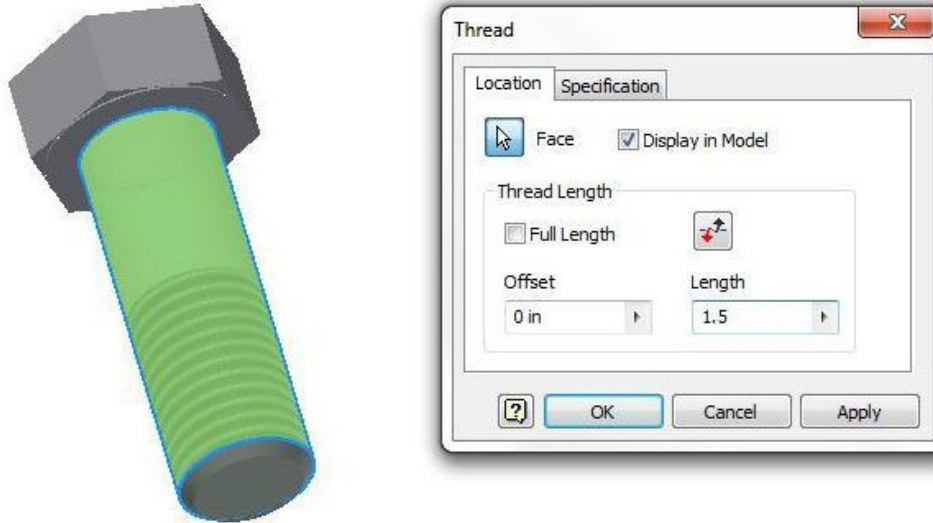 Thread
Location Specification
Face Display in Model
Thread Length
Full Length
Offset Length
0 in 1.5
? OK Cancel Apply